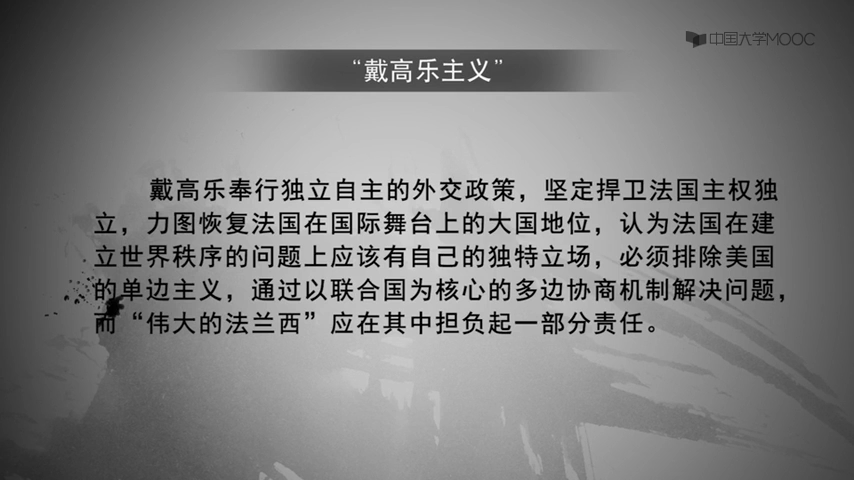 中国大学MOOC
“戴高乐主义”
戴高乐奉行独立自主的外交政策，坚定捍卫法国主权独
立，力图恢复法国在国际舞台上的大国地位，认为法国在建
立世界秩序的问题上应该有自己的独特立场，必须排除美国
的单边主义，通过以联合国为核心的多边协商机制解决问题，
而“伟大的法兰西”应在其中担负起一部分责任。